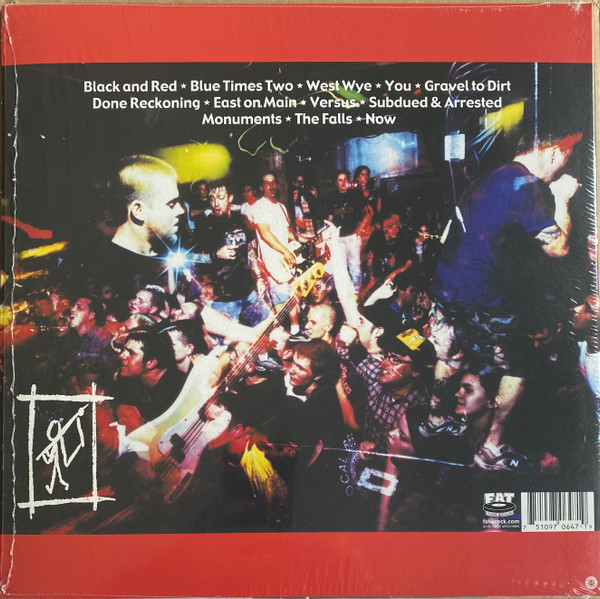 Black and Red ★ Blue Times Two ★ West Wye ★ You ★ Gravel to Dirt
Done Reckoning ★ East on Main ★ Versus ★ Subdued & Arrested
Monuments ★ The Falls ★ Now
FAT
fatwreck.com
7 51097 0647-1 9